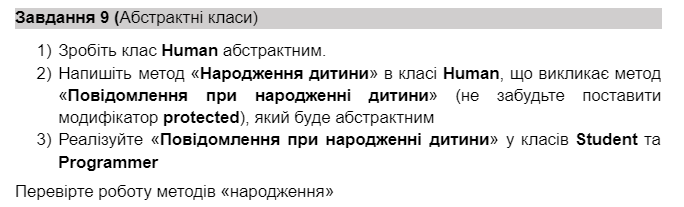 Завдання 9 (Абстрактні класи)
1) Зробіть клас Human абстрактним.
2) Напишіть метод «Народження дитини» в класі Human, що викликає метод
«Повідомлення при народженні дитини» (не забудьте поставити
модифікатор protected), який буде абстрактним
3) Реалізуйте «Повідомлення при народженні дитини» у класів Student та
Programmer
Перевірте роботу методів «народження»